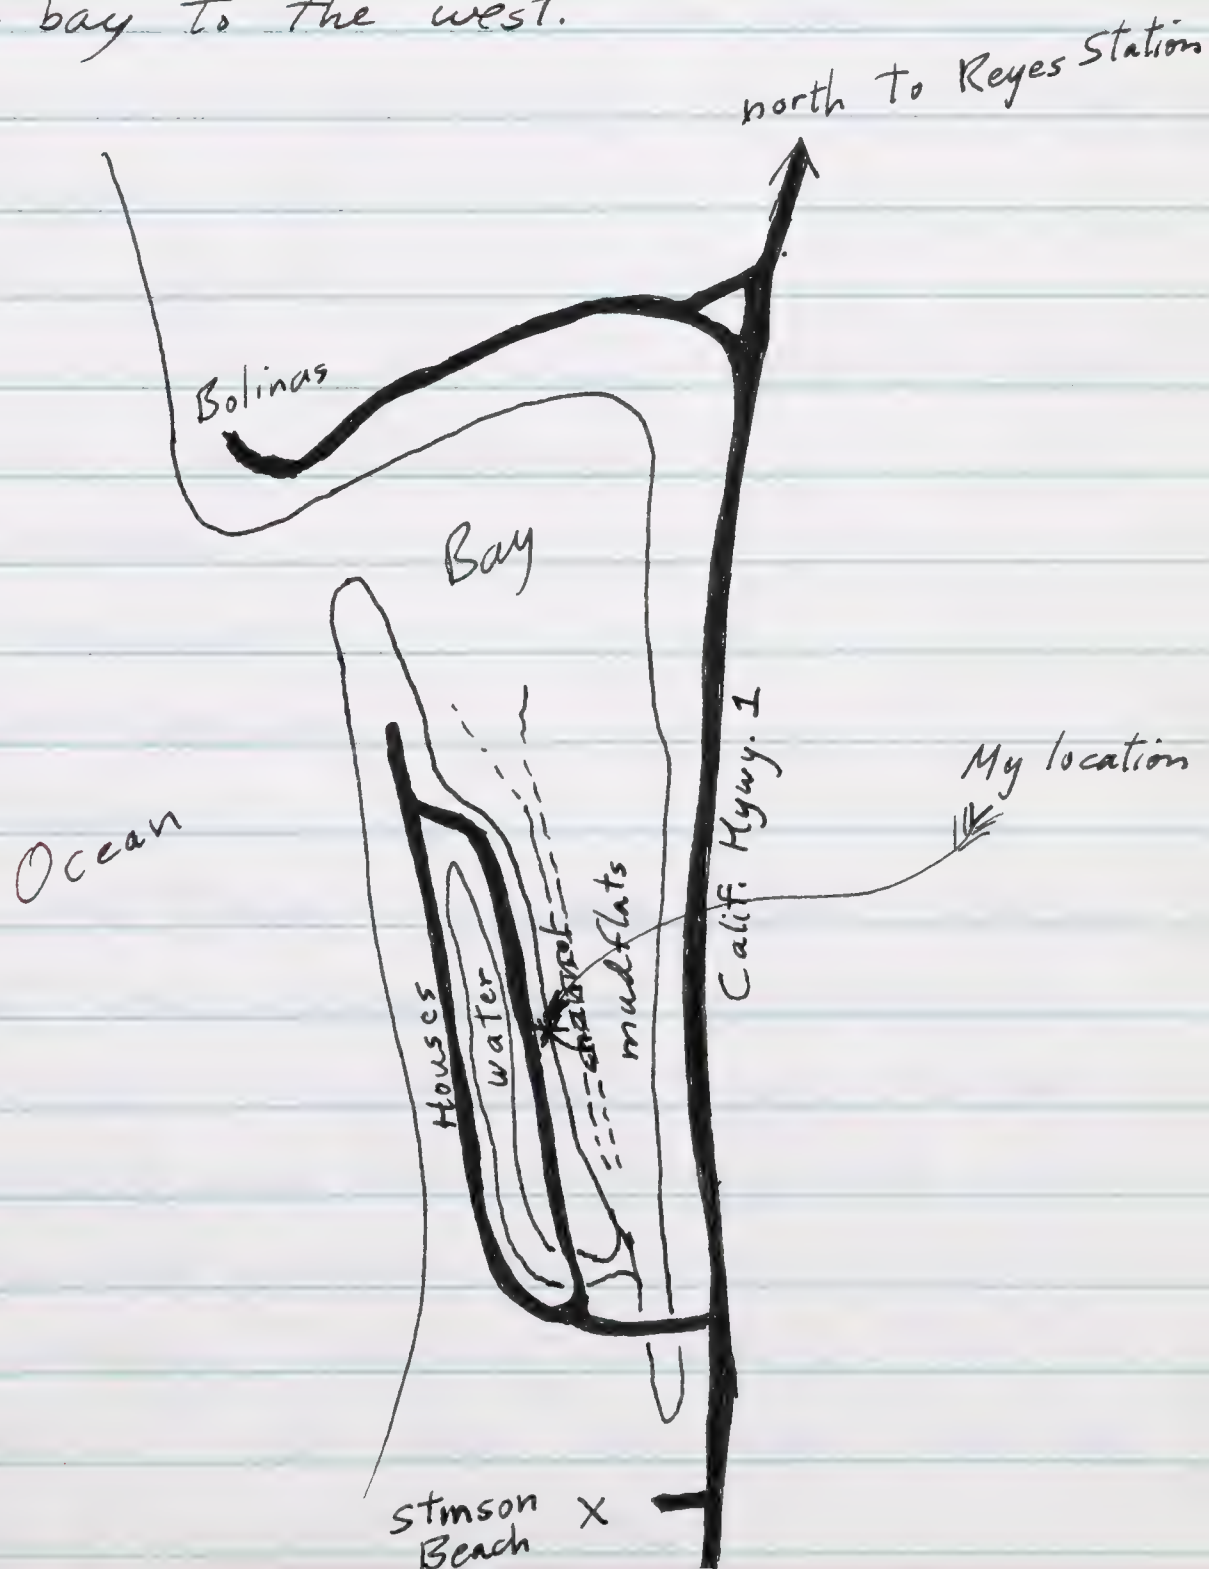 bay to the west.
north to Reyes Station
Bolinas
Bay
My location
Calif. Hywy. 1
Ocean
channel
mudflats
water
Houses
Stinson X
Beach